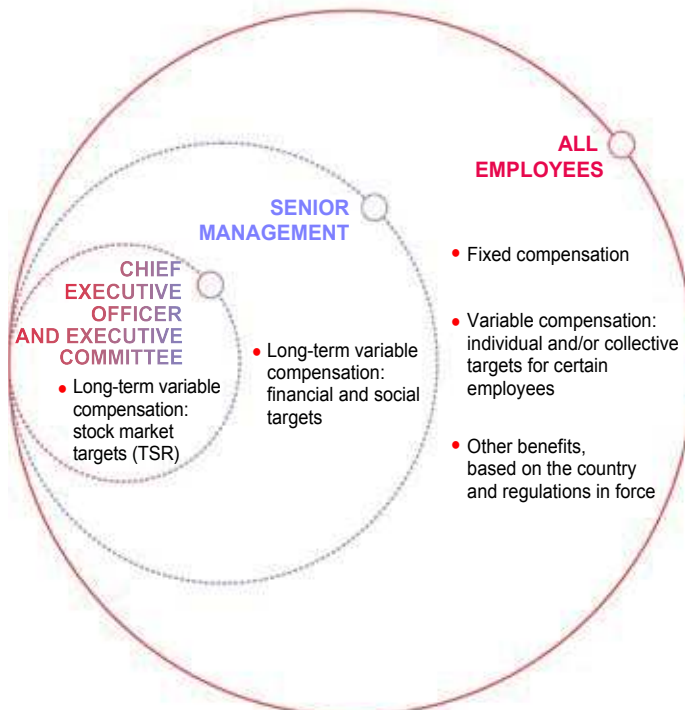 ALL
EMPLOYEES
SENIOR
MANAGEMENT
CHIEF
EXECUTIVE
OFFICER
AND EXECUTIVE
COMMITTEE
• Long-term variable
compensation:
stock market
targets (TSR)
• Long-term variable
compensation:
financial and social
targets
• Fixed compensation
• Variable compensation:
individual and/or collective
targets for certain
employees
• Other benefits,
based on the country
and regulations in force